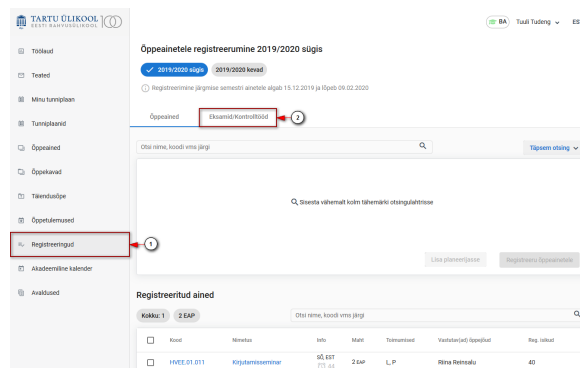 TARTU ÜLIKOOL
EESTI RAHVUSÜLIKOOL 100
BA Tuuli Tudeng ES
Töölaud
Teated
Minu tunniplaan
Tunniplaanid
Õppeained
Õppekavad
Täiendusõpe
Õppetulemused
Registreeringud
Akadeemiline kalender
Avaldused
1
Õppeainetele registreerumine 2019/2020 sügis
2019/2020 sügis 2019/2020 kevad
Registreerimine järgmise semestri ainetele algab 15.12.2019 ja lõpeb 09.02.2020
Õppeained Eksamid/Kontrolltööd 2
Otsi nime, koodi vms järgi Täpsem otsing
Sisesta vähemalt kolm tähemärki otsingulahtrisse
Lisa planeerijasse Registreeru õppeainetele
Registreeritud ained
Kokku: 1 2 EAP Otsi nime, koodi vms järgi
Kood Nimetus Info Maht Toimumised Vastutav(ad) õppejõud Reg. isikud
HVEE.01.011 Kirjutamisseminar SÜ, EST 2 EAP L, P Riina Reinsalu 40
44